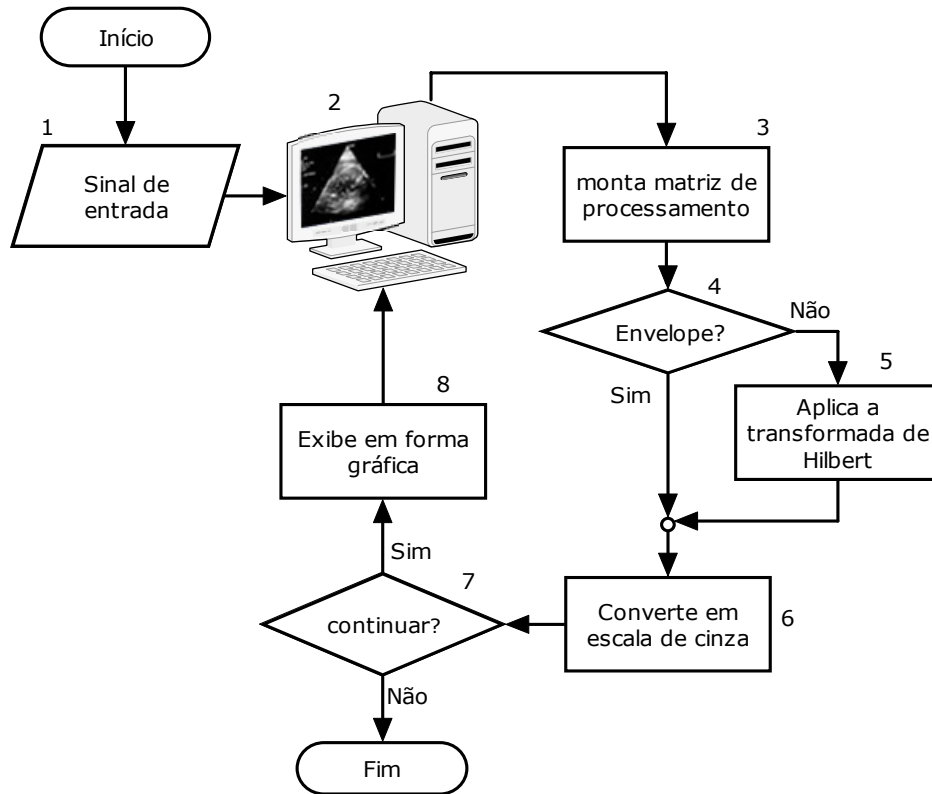 Início
1
Sinal de
entrada
2
3
monta matriz de
processamento
4
Envelope?
Não
Sim
5
Aplica a
transformada de
Hilbert
6
Converte em
escala de cinza
7
continuar?
Sim
Não
8
Exibe em forma
gráfica
Fim